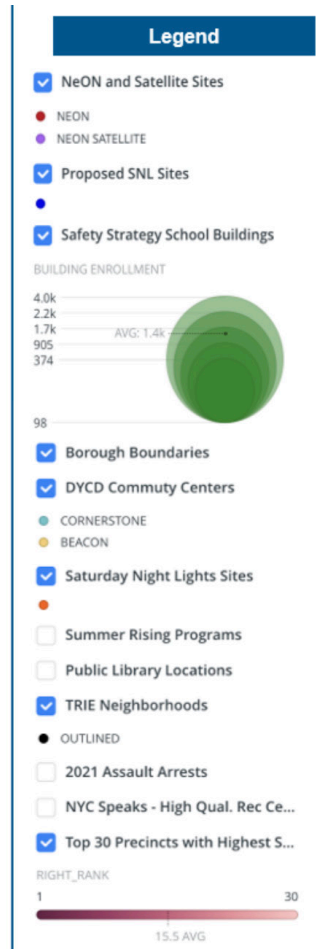 Legend
NeON and Satellite Sites
NEON
NEON SATELLITE
Proposed SNL Sites
Safety Strategy School Buildings
BUILDING ENROLLMENT
4.0k
2.2k
1.7k
AVG: 1.4k
905
374
98
Borough Boundaries
DYCD Commuty Centers
CORNERSTONE
BEACON
Saturday Night Lights Sites
Summer Rising Programs
Public Library Locations
TRIE Neighborhoods
OUTLINED
2021 Assault Arrests
NYC Speaks - High Qual. Rec Ce...
Top 30 Precincts with Highest S...
RIGHT_RANK
1 30
15.5 AVG